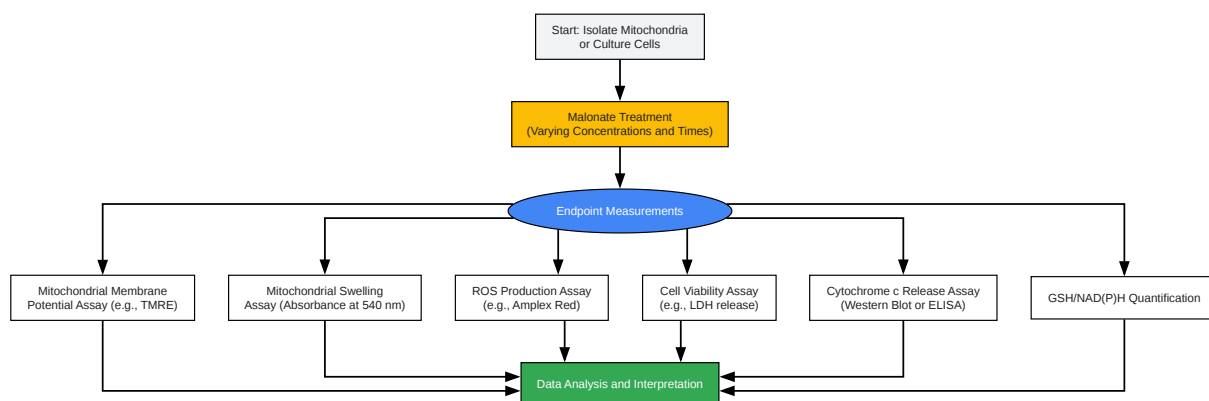 Start: Isolate Mitochondria
or Culture Cells
Malonate Treatment
(Varying Concentrations and Times)
Endpoint Measurements
Mitochondrial Membrane
Potential Assay (e.g., TMRE)
Mitochondrial Swelling
Assay (Absorbance at 540 nm)
ROS Production Assay
(e.g., Amplex Red)
Cell Viability Assay
(e.g., LDH release)
Cytochrome c Release Assay
(Western Blot or ELISA)
GSH/NAD(P)H Quantification
Data Analysis and Interpretation